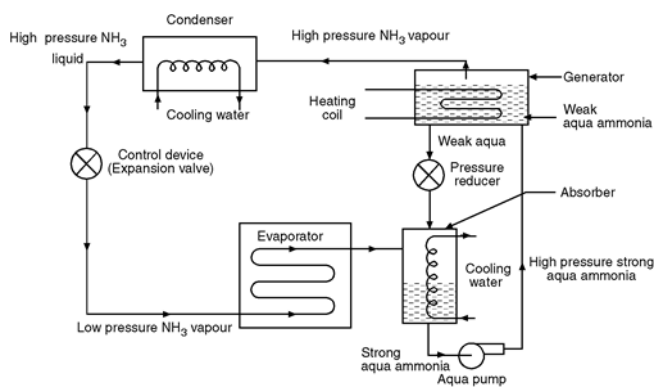 Condenser
High pressure NH3
liquid
High pressure NH3 vapour
Cooling water
Generator
Heating
coil
Weak
aqua ammonia
Weak aqua
Control device
(Expansion valve)
Pressure
reducer
Absorber
Evaporator
Cooling
water
High pressure strong
aqua ammonia
Low pressure NH3 vapour
Strong
aqua ammonia
Aqua pump